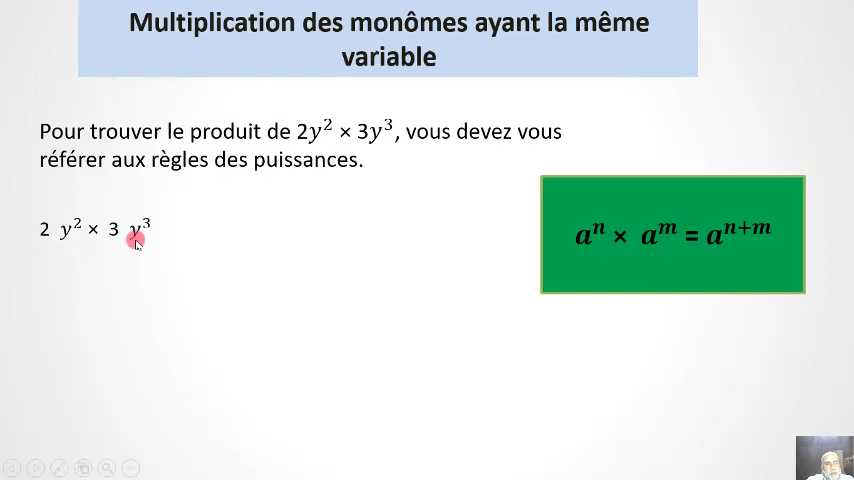 Multiplication des monômes ayant la même
variable
Pour trouver le produit de 2y² × 3y³, vous devez vous
référer aux règles des puissances.
2 y² × 3 y³
aⁿ × aᵐ = aⁿ⁺ᵐ